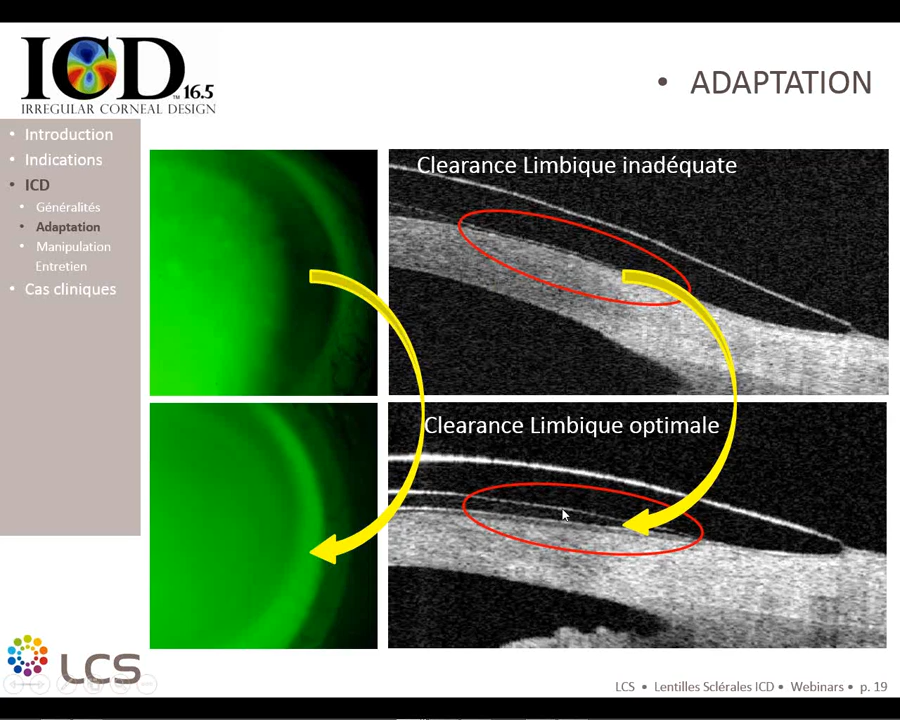 ICD™ 16.5
IRREGULAR CORNEAL DESIGN
• ADAPTATION
• Introduction
• Indications
• ICD
• Généralités
• Adaptation
• Manipulation
Entretien
• Cas cliniques
Clearance Limbique inadéquate
Clearance Limbique optimale
LCS
LCS • Lentilles Sclérales ICD • Webinars • p. 19